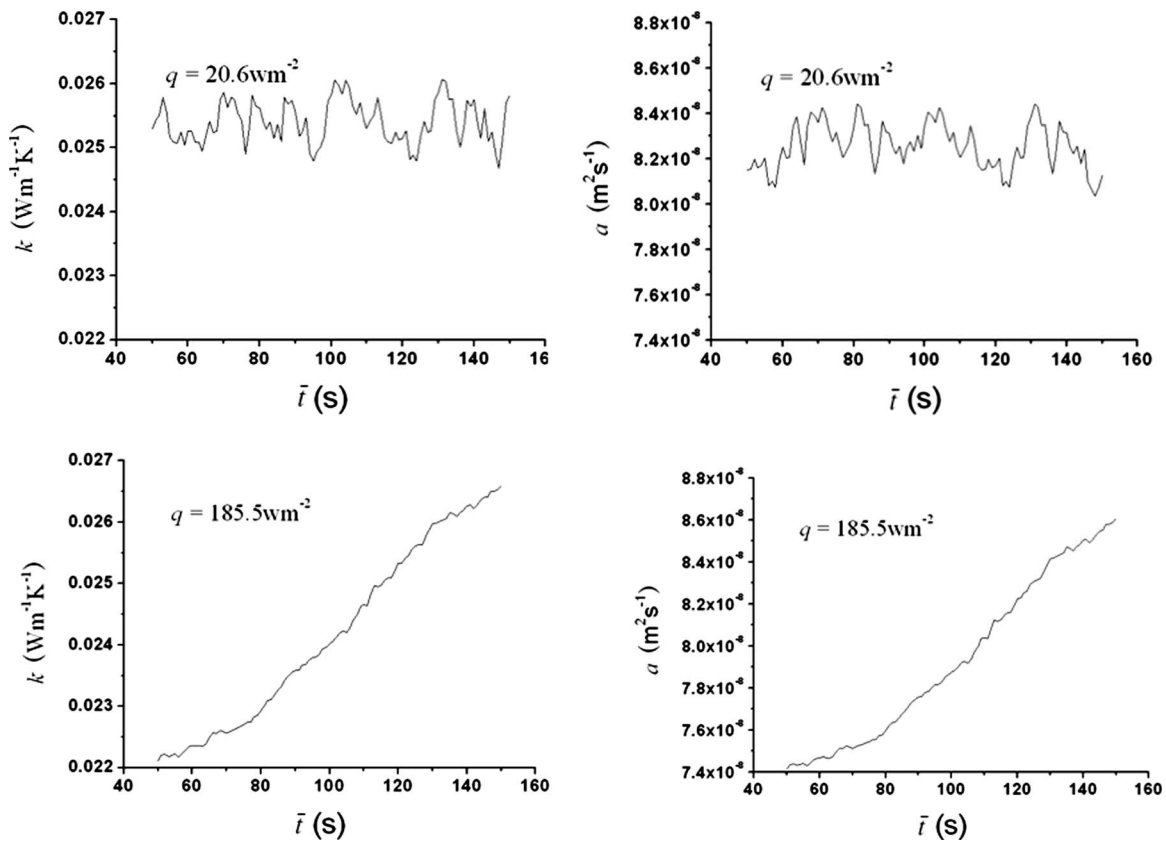 0.027
0.026
0.025
0.024
0.023
0.022
k (Wm⁻¹K⁻¹)
q = 20.6wm⁻²
40 60 80 100 120 140 16
t̄ (s)
8.8x10⁻⁸
8.6x10⁻⁸
8.4x10⁻⁸
8.2x10⁻⁸
8.0x10⁻⁸
7.8x10⁻⁸
7.6x10⁻⁸
7.4x10⁻⁸
a (m²s⁻¹)
q = 20.6wm⁻²
40 60 80 100 120 140 160
t̄ (s)
0.027
0.026
0.025
0.024
0.023
0.022
k (Wm⁻¹K⁻¹)
q = 185.5wm⁻²
40 60 80 100 120 140 160
t̄ (s)
8.8x10⁻⁸
8.6x10⁻⁸
8.4x10⁻⁸
8.2x10⁻⁸
8.0x10⁻⁸
7.8x10⁻⁸
7.6x10⁻⁸
7.4x10⁻⁸
a (m²s⁻¹)
q = 185.5wm⁻²
40 60 80 100 120 140 160
t̄ (s)